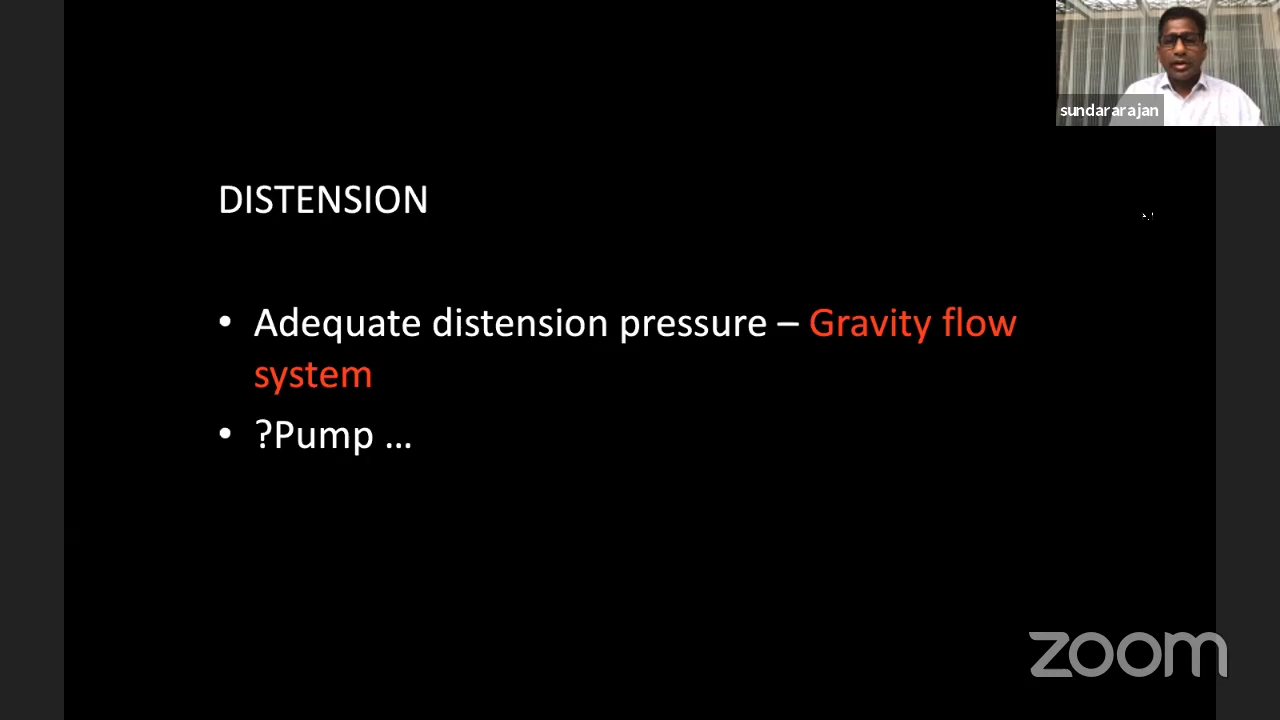 sundararajan
DISTENSION
• Adequate distension pressure – Gravity flow
system
• ?Pump ...
zoom